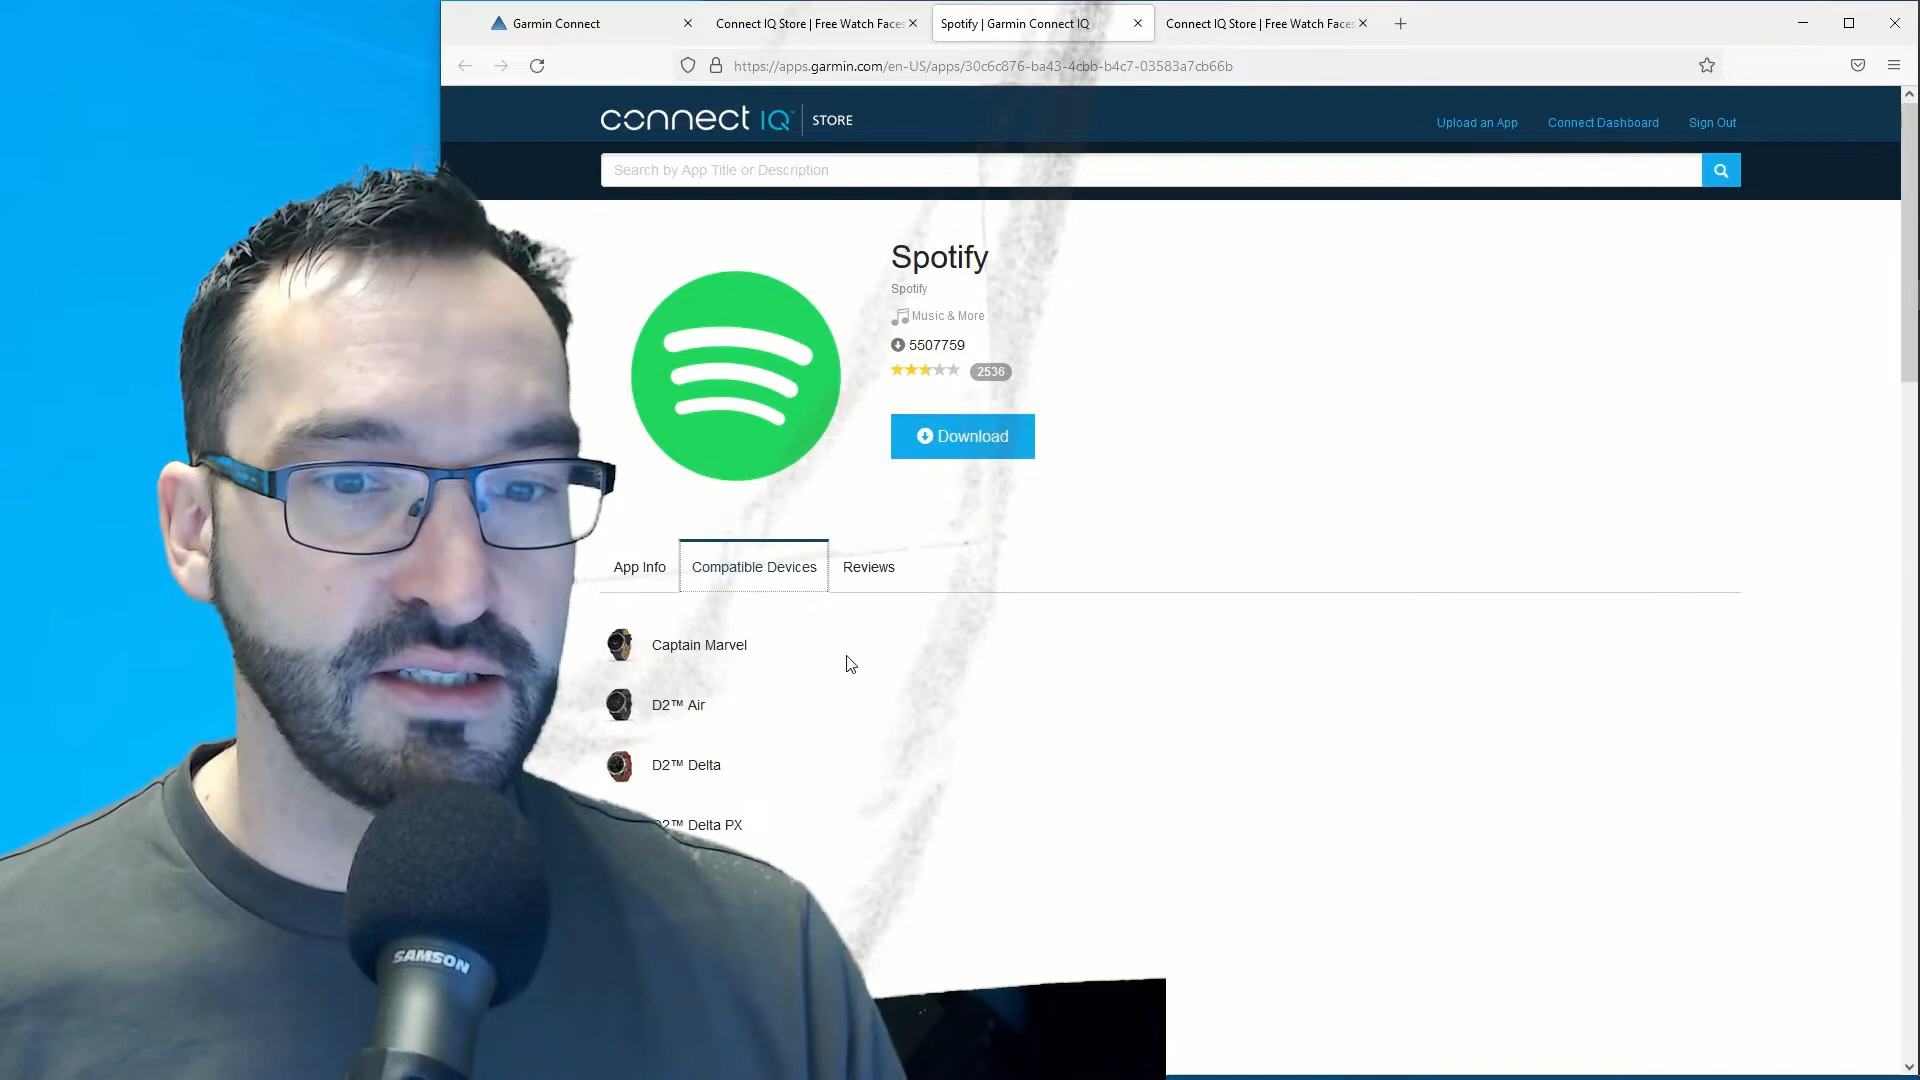 Garmin Connect
Connect IQ Store | Free Watch Faces
Spotify | Garmin Connect IQ
Connect IQ Store | Free Watch Faces
https://apps.garmin.com/en-US/apps/30c6c876-ba43-4cbb-b4c7-03583a7cb66b
connect IQ™ STORE
Upload an App
Connect Dashboard
Sign Out
Search by App Title or Description
Spotify
Spotify
Music & More
5507759
2536
Download
App Info
Compatible Devices
Reviews
Captain Marvel
D2™ Air
D2™ Delta
D2™ Delta PX
SAMSON